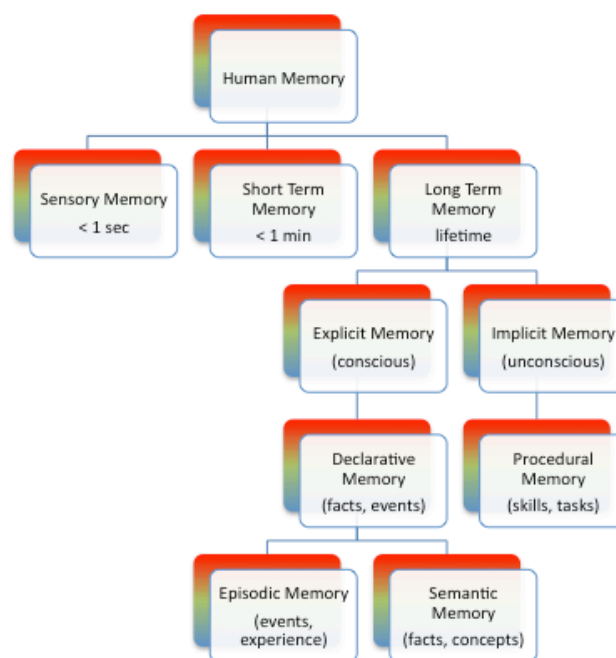 Human Memory
Sensory Memory
< 1 sec
Short Term
Memory
< 1 min
Long Term
Memory
lifetime
Explicit Memory
(conscious)
Implicit Memory
(unconscious)
Declarative
Memory
(facts, events)
Procedural
Memory
(skills, tasks)
Episodic Memory
(events,
experience)
Semantic
Memory
(facts, concepts)